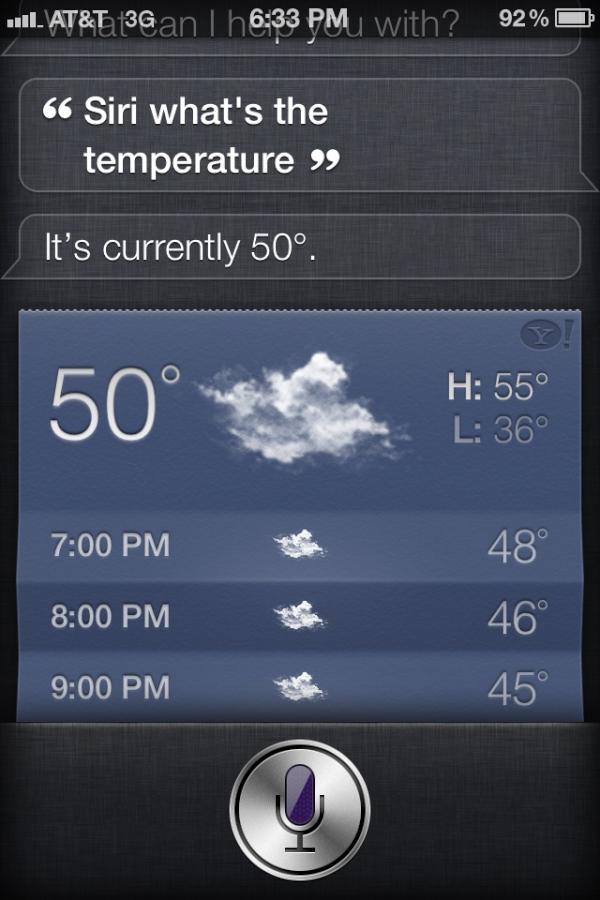 AT&T 3G 6:33 PM 92%
What can I help you with?
“ Siri what's the
temperature ”
It’s currently 50°.
Y!
50° H: 55°
L: 36°
7:00 PM 48°
8:00 PM 46°
9:00 PM 45°